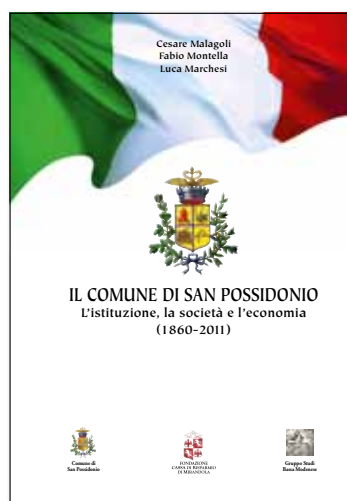 Cesare Malagoli
Fabio Montella
Luca Marchesi
IL COMUNE DI SAN POSSIDONIO
L'istituzione, la società e l'economia
(1860-2011)
Comune di
San Possidonio
FONDAZIONE
CASSA DI RISPARMIO
DI MIRANDOLA
Gruppo Studi
Bassa Modenese